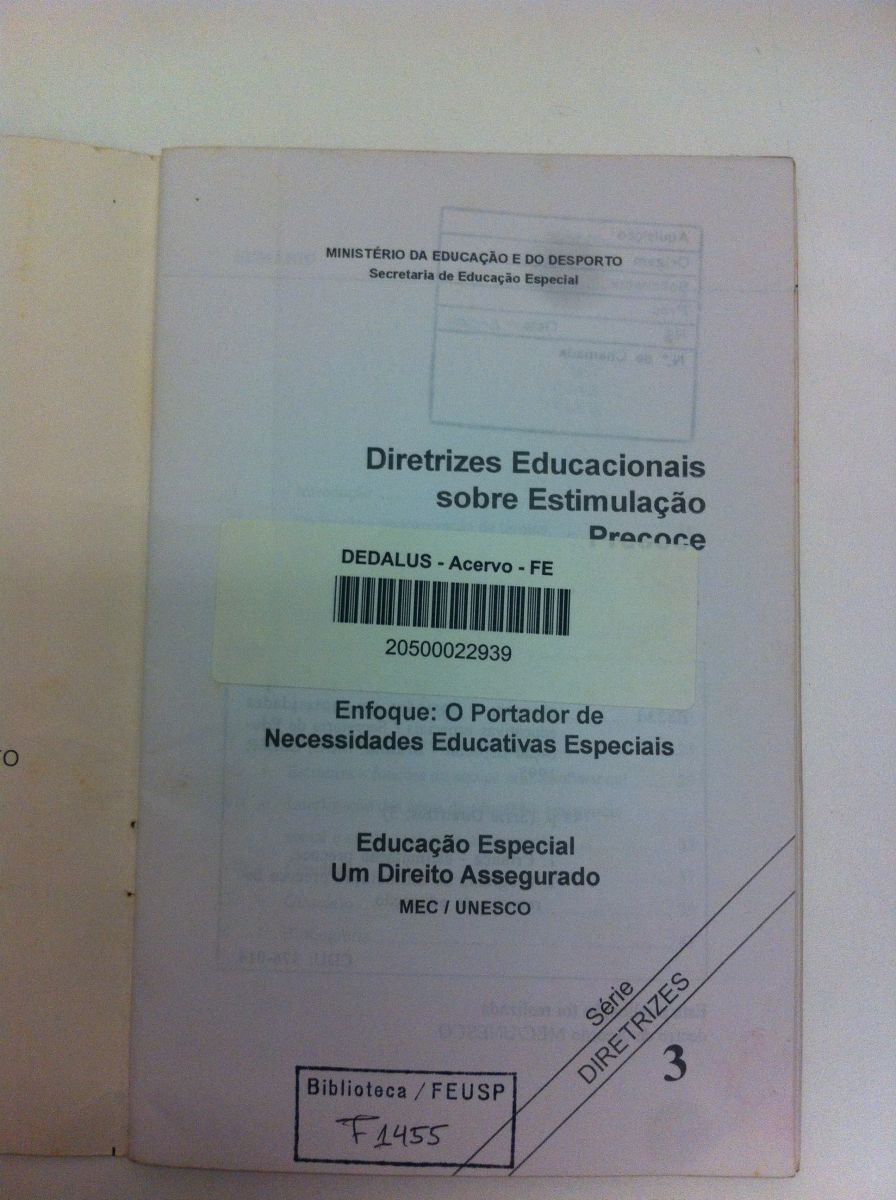 MINISTÉRIO DA EDUCAÇÃO E DO DESPORTO
Secretaria de Educação Especial
Diretrizes Educacionais
sobre Estimulação
Precoce
DEDALUS - Acervo - FE
20500022939
Enfoque: O Portador de
Necessidades Educativas Especiais
Educação Especial
Um Direito Assegurado
MEC / UNESCO
Série
DIRETRIZES
3
Biblioteca / FEUSP
F1455